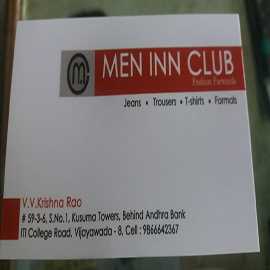 MEN INN CLUB
Fashion Farwards
Jeans • Trousers • T-shirts • Formals
V.V.Krishna Rao
# 59-3-6, S.No.1, Kusuma Towers, Behind Andhra Bank
ITI College Road, Vijayawada - 8, Cell : 9866642367